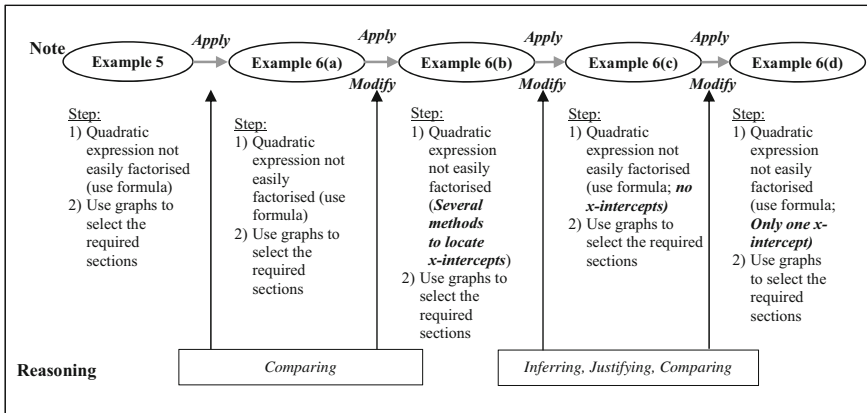 Note
Apply
Apply
Apply
Apply
Example 5
Example 6(a)
Example 6(b)
Example 6(c)
Example 6(d)
Modify
Modify
Modify
Step:
1) Quadratic
expression not
easily factorised
(use formula)
2) Use graphs to
select the
required
sections
Step:
1) Quadratic
expression not
easily
factorised (use
formula)
2) Use graphs to
select the
required
sections
Step:
1) Quadratic
expression
not easily
factorised
(Several
methods
to locate
x-intercepts)
2) Use graphs to
select the
required
sections
Step:
1) Quadratic
expression not
easily factorised
(use formula; no
x-intercepts)
2) Use graphs to
select the
required sections
Step:
1) Quadratic
expression not
easily
factorised
(use formula;
Only one x-
intercept)
2) Use graphs
to select the
required
sections
Reasoning
Comparing
Inferring, Justifying, Comparing